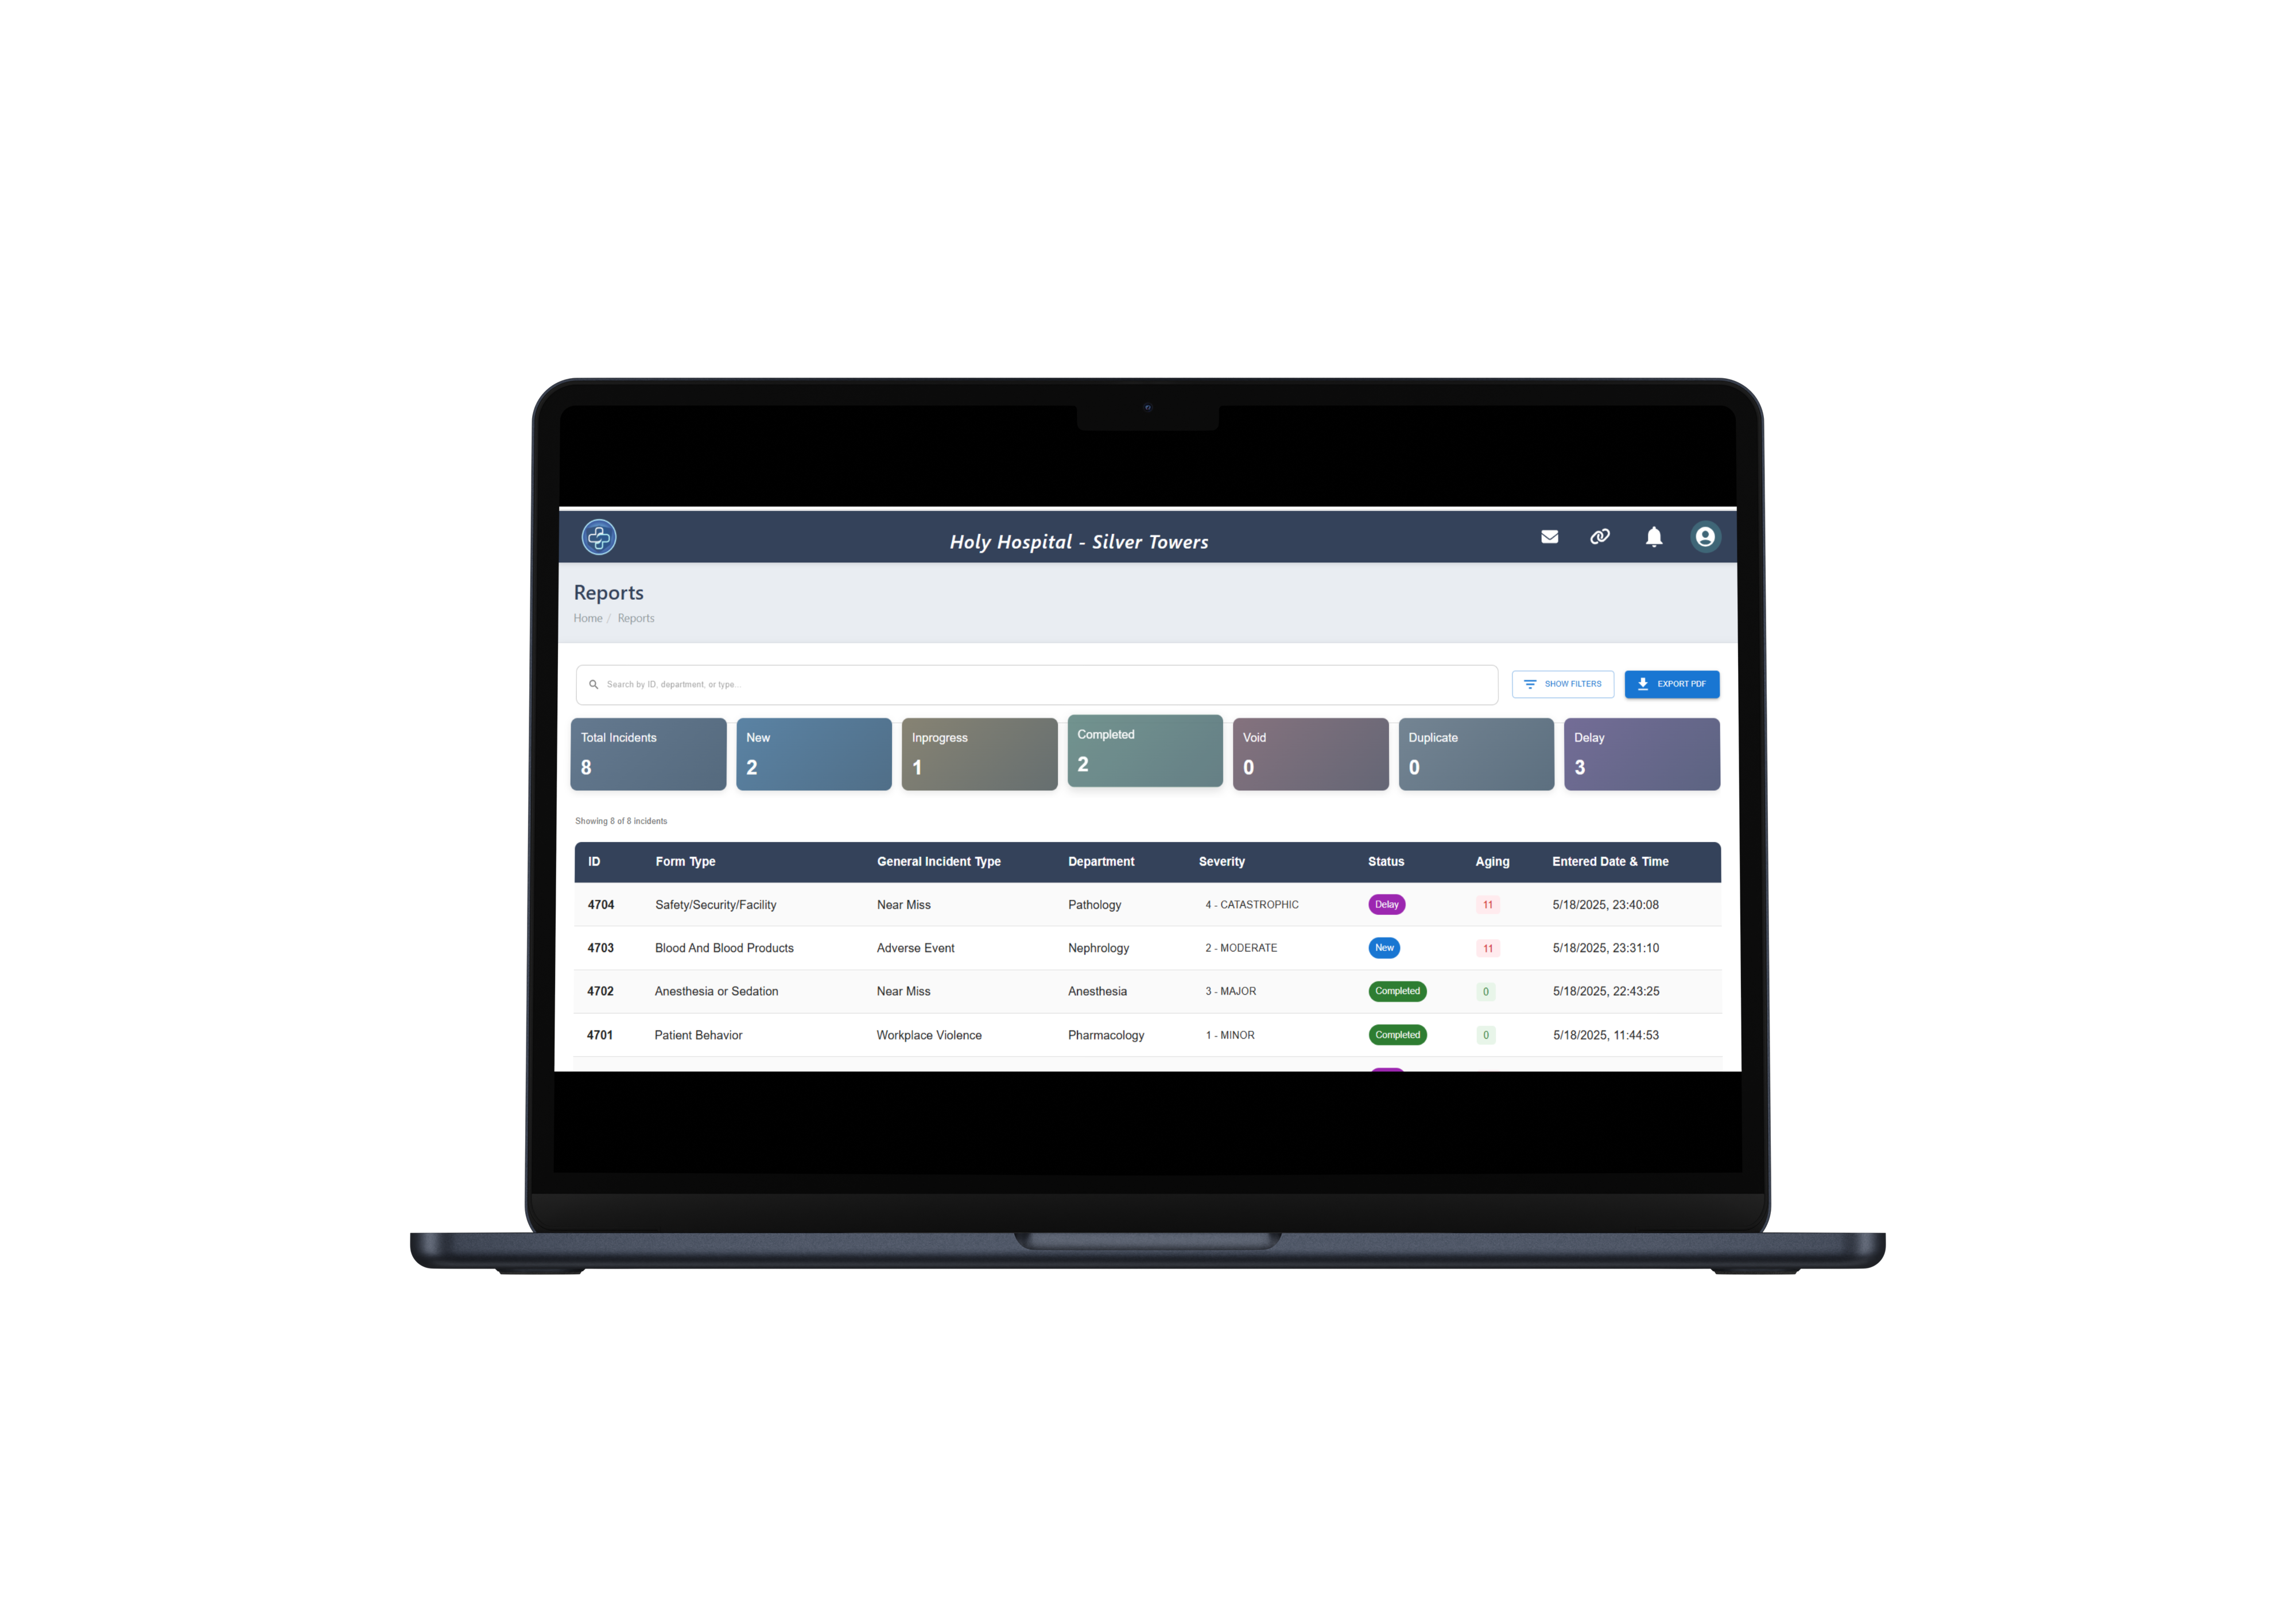 Holy Hospital - Silver Towers
Reports
Home / Reports
Search by ID, department, or type...
SHOW FILTERS
EXPORT PDF
Total Incidents
8
New
2
Inprogress
1
Completed
2
Void
0
Duplicate
0
Delay
3
Showing 8 of 8 incidents
ID Form Type General Incident Type Department Severity Status Aging Entered Date & Time
4704 Safety/Security/Facility Near Miss Pathology 4 - CATASTROPHIC Delay 11 5/18/2025, 23:40:08
4703 Blood And Blood Products Adverse Event Nephrology 2 - MODERATE New 11 5/18/2025, 23:31:10
4702 Anesthesia or Sedation Near Miss Anesthesia 3 - MAJOR Completed 0 5/18/2025, 22:43:25
4701 Patient Behavior Workplace Violence Pharmacology 1 - MINOR Completed 0 5/18/2025, 11:44:53